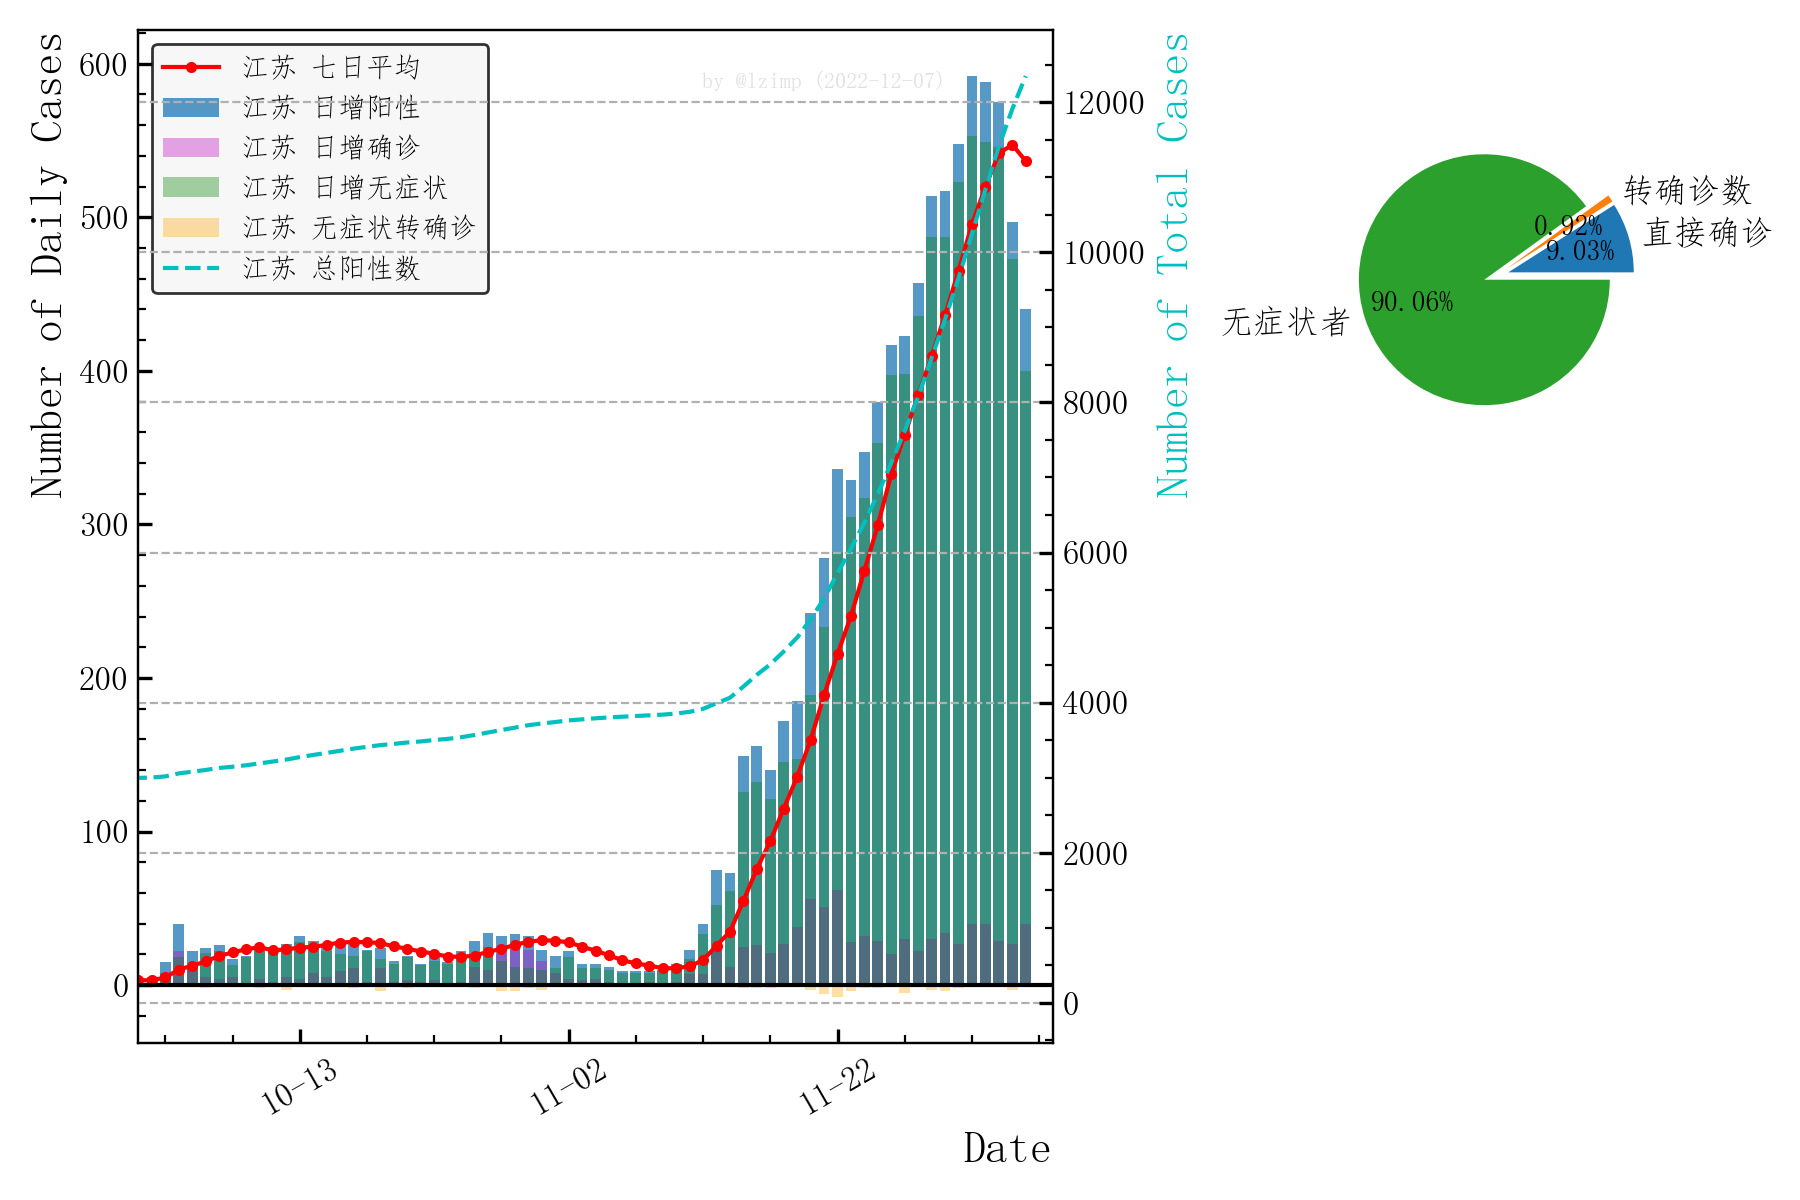 by @lzimp (2022-12-07)
江苏 七日平均
江苏 日增阳性
江苏 日增确诊
江苏 日增无症状
江苏 无症状转确诊
江苏 总阳性数
Number of Daily Cases
600
500
400
300
200
100
0
10-13
11-02
11-22
Date
12000
10000
8000
6000
4000
2000
0
Number of Total Cases
转确诊数
0.92%
直接确诊
9.03%
90.06%
无症状者